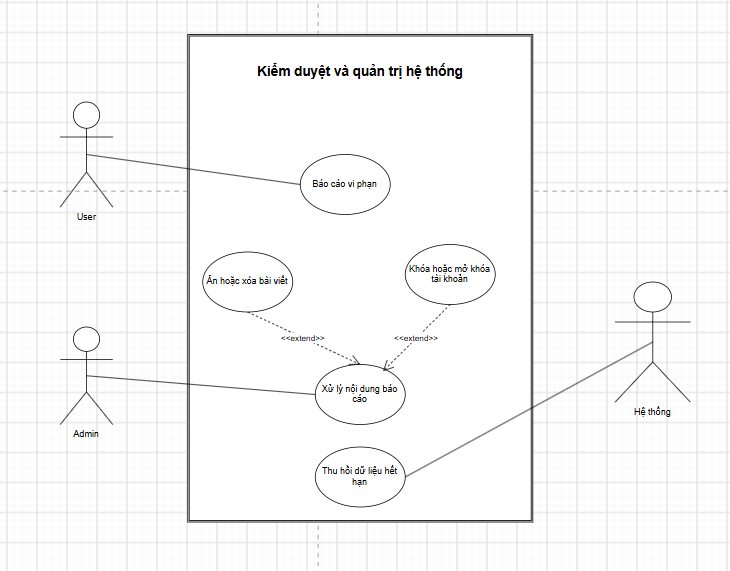 Kiểm duyệt và quản trị hệ thống
Báo cáo vi phạn
User
Ẩn hoặc xóa bài viết
Khóa hoặc mở khóa
tài khoản
<<extend>>
<<extend>>
Xử lý nội dung báo
cáo
Admin
Hệ thống
Thu hồi dữ liệu hết
hạn